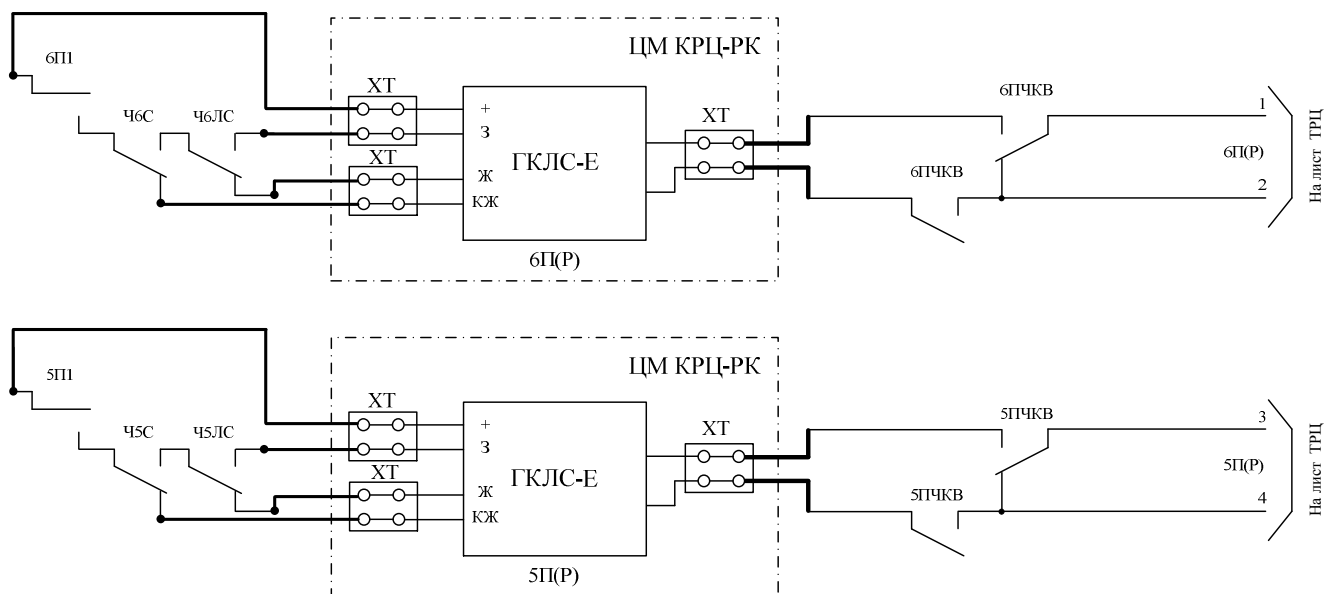 ЦМ КРЦ-РК
6П1
ХТ
6ПЧКВ
1
Ч6С
Ч6ЛС
+
ХТ
З
6П(Р)
ХТ
ГКЛС-Е
Ж
6ПЧКВ
2
КЖ
На лист ТРЦ
6П(Р)
ЦМ КРЦ-РК
5П1
ХТ
5ПЧКВ
3
Ч5С
Ч5ЛС
+
ХТ
З
5П(Р)
ХТ
ГКЛС-Е
Ж
5ПЧКВ
4
КЖ
На лист ТРЦ
5П(Р)